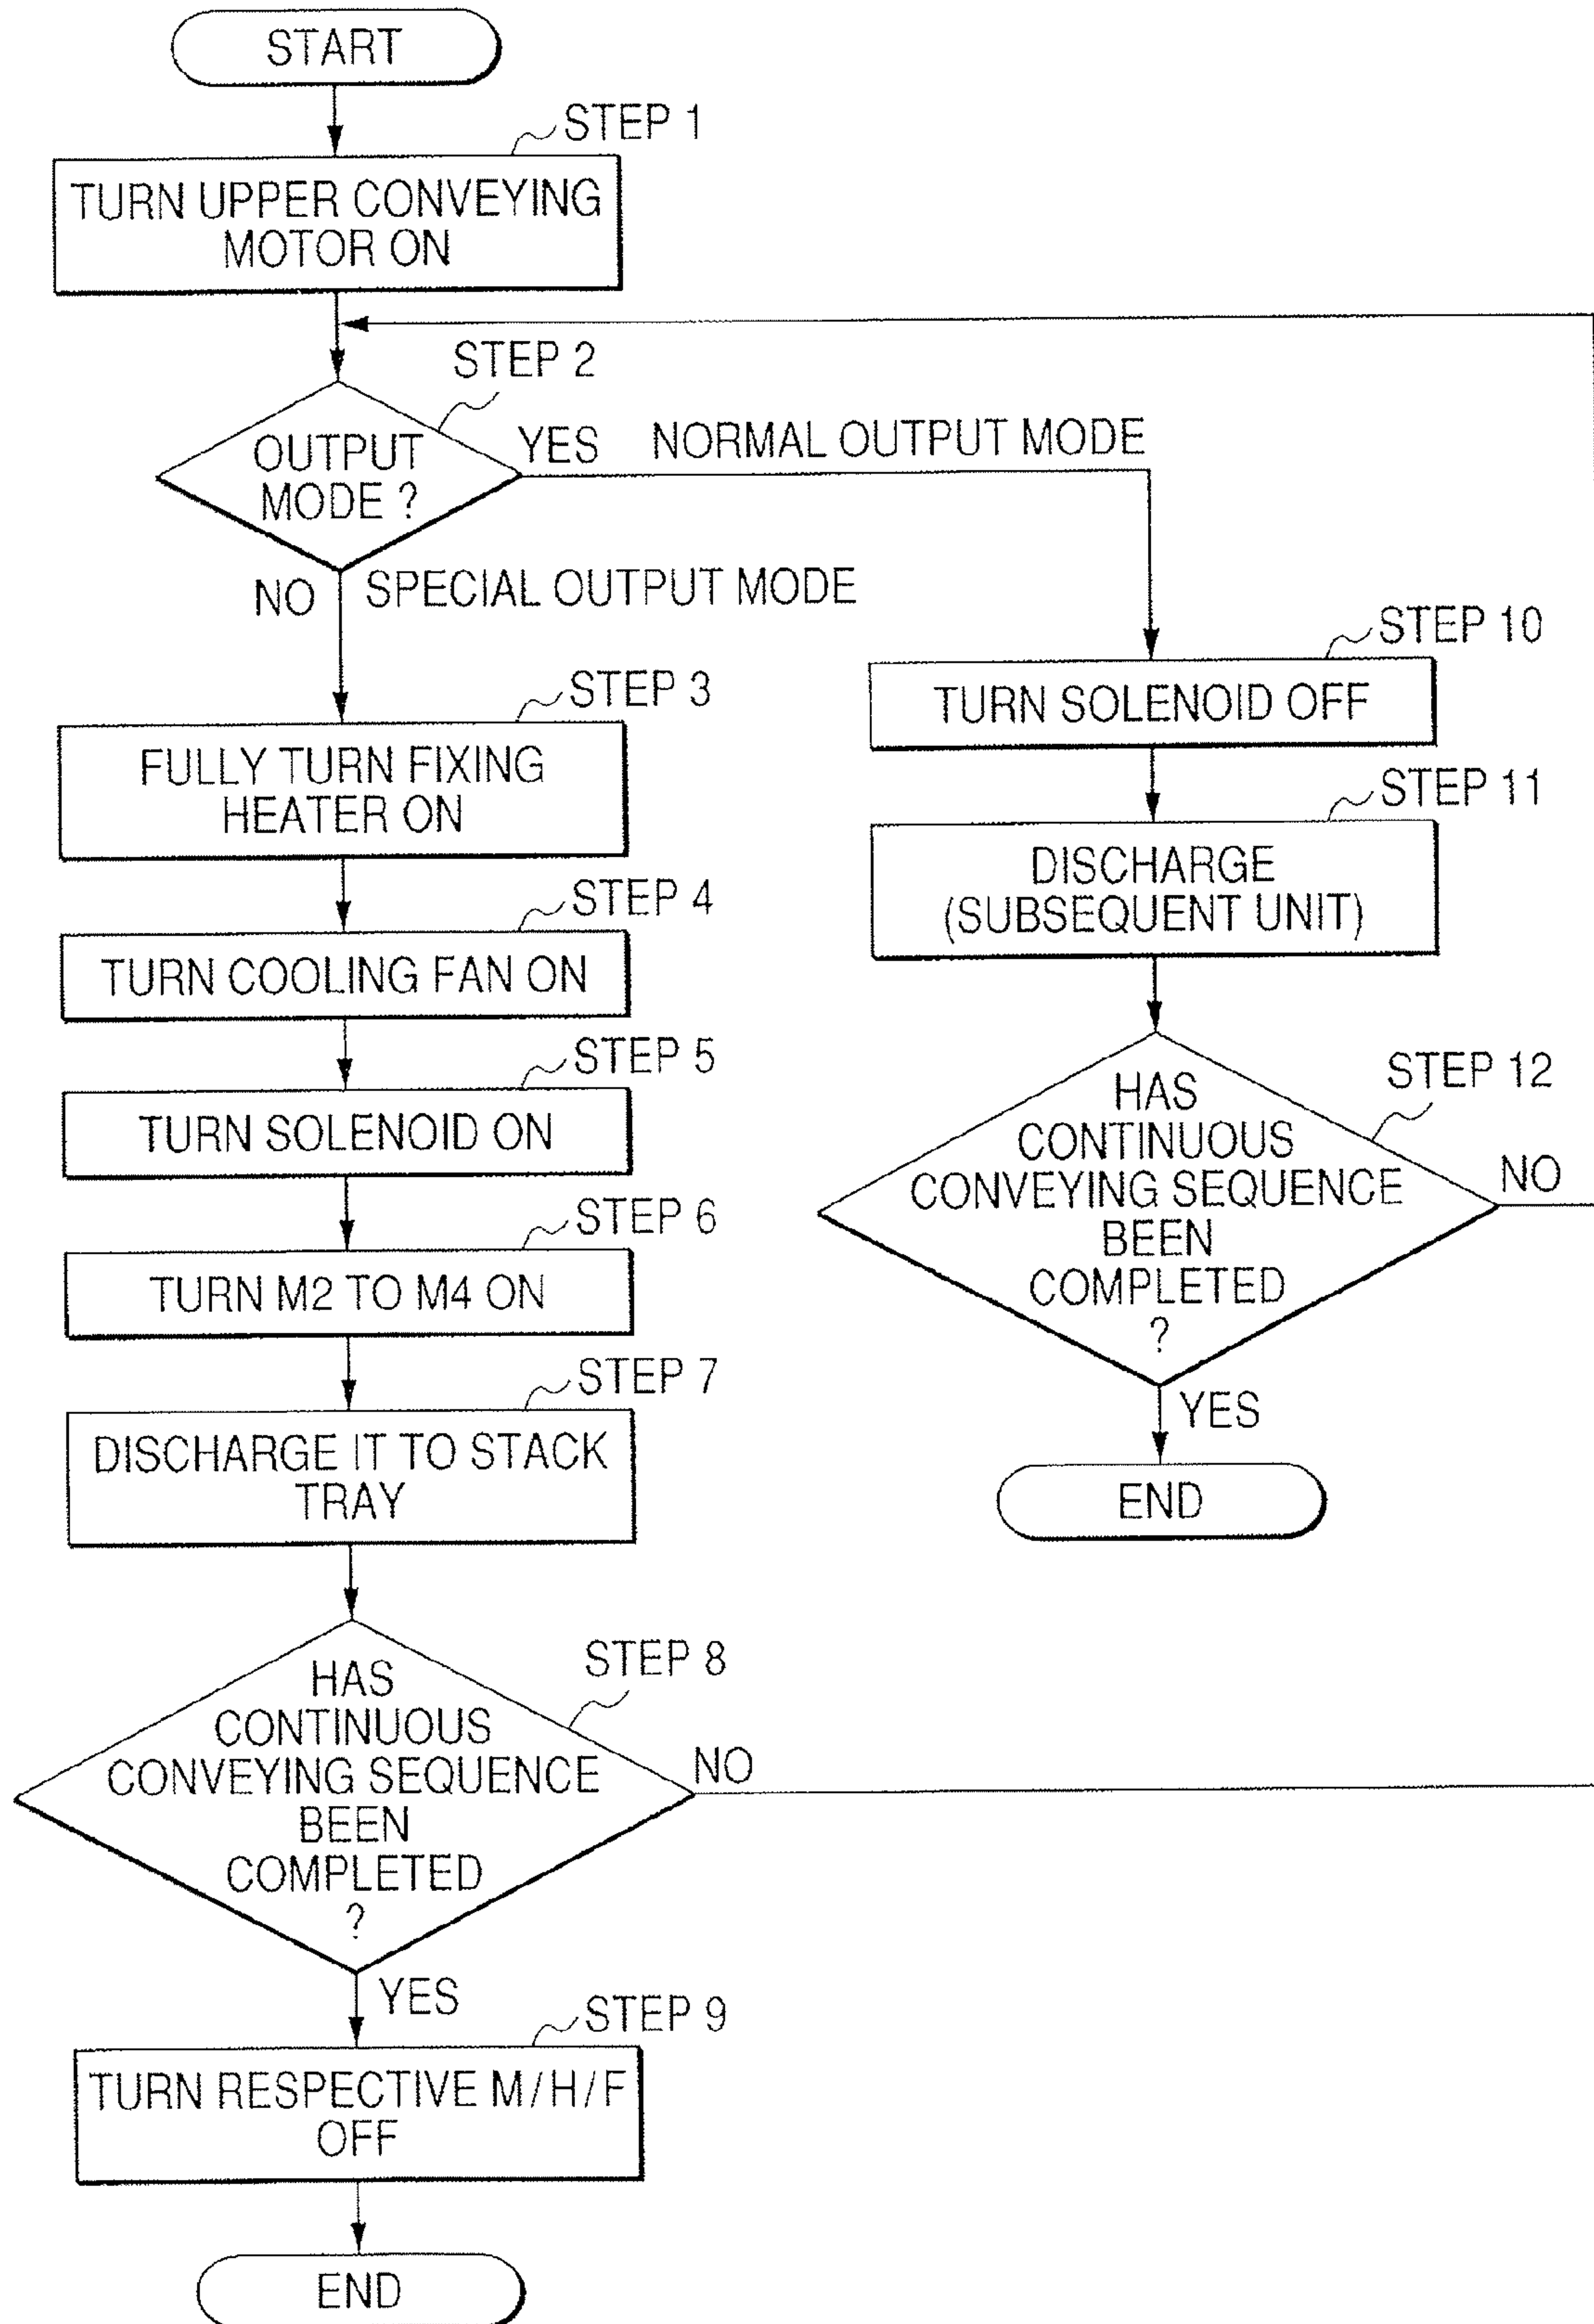 START
STEP 1
TURN UPPER CONVEYING
MOTOR ON
STEP 2
OUTPUT
MODE ?
YES
NORMAL OUTPUT MODE
NO
SPECIAL OUTPUT MODE
STEP 3
FULLY TURN FIXING
HEATER ON
STEP 4
TURN COOLING FAN ON
STEP 5
TURN SOLENOID ON
STEP 6
TURN M2 TO M4 ON
STEP 7
DISCHARGE IT TO STACK
TRAY
STEP 8
HAS
CONTINUOUS
CONVEYING SEQUENCE
BEEN
COMPLETED
?
NO
YES
STEP 9
TURN RESPECTIVE M/H/F
OFF
END
STEP 10
TURN SOLENOID OFF
STEP 11
DISCHARGE
(SUBSEQUENT UNIT)
STEP 12
HAS
CONTINUOUS
CONVEYING SEQUENCE
BEEN
COMPLETED
?
NO
YES
END